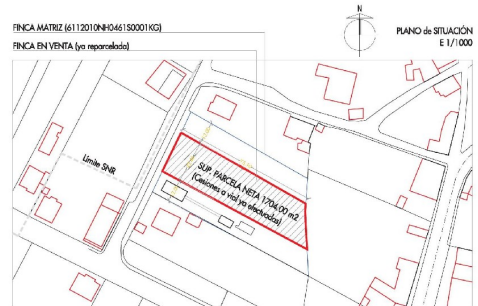 FINCA MATRIZ (6112010NH0461S0001KG)
FINCA EN VENTA (ya reparcelada)
N
PLANO de SITUACIÓN
E 1/1000
Límite SNR
SUP. PARCELA NETA 1704.00 m2
(Cesiones a vial ya efectuadas)